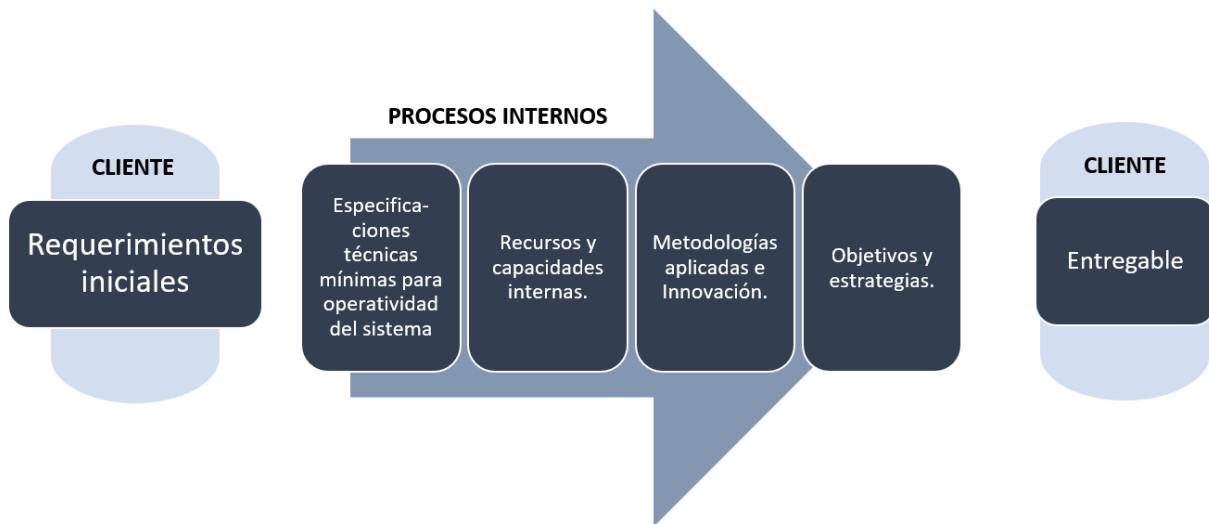 CLIENTE
Requerimientos
iniciales
PROCESOS INTERNOS
Especifica-
ciones
técnicas
mínimas para
operatividad
del sistema
Recursos y
capacidades
internas.
Metodologías
aplicadas e
Innovación.
Objetivos y
estrategias.
CLIENTE
Entregable